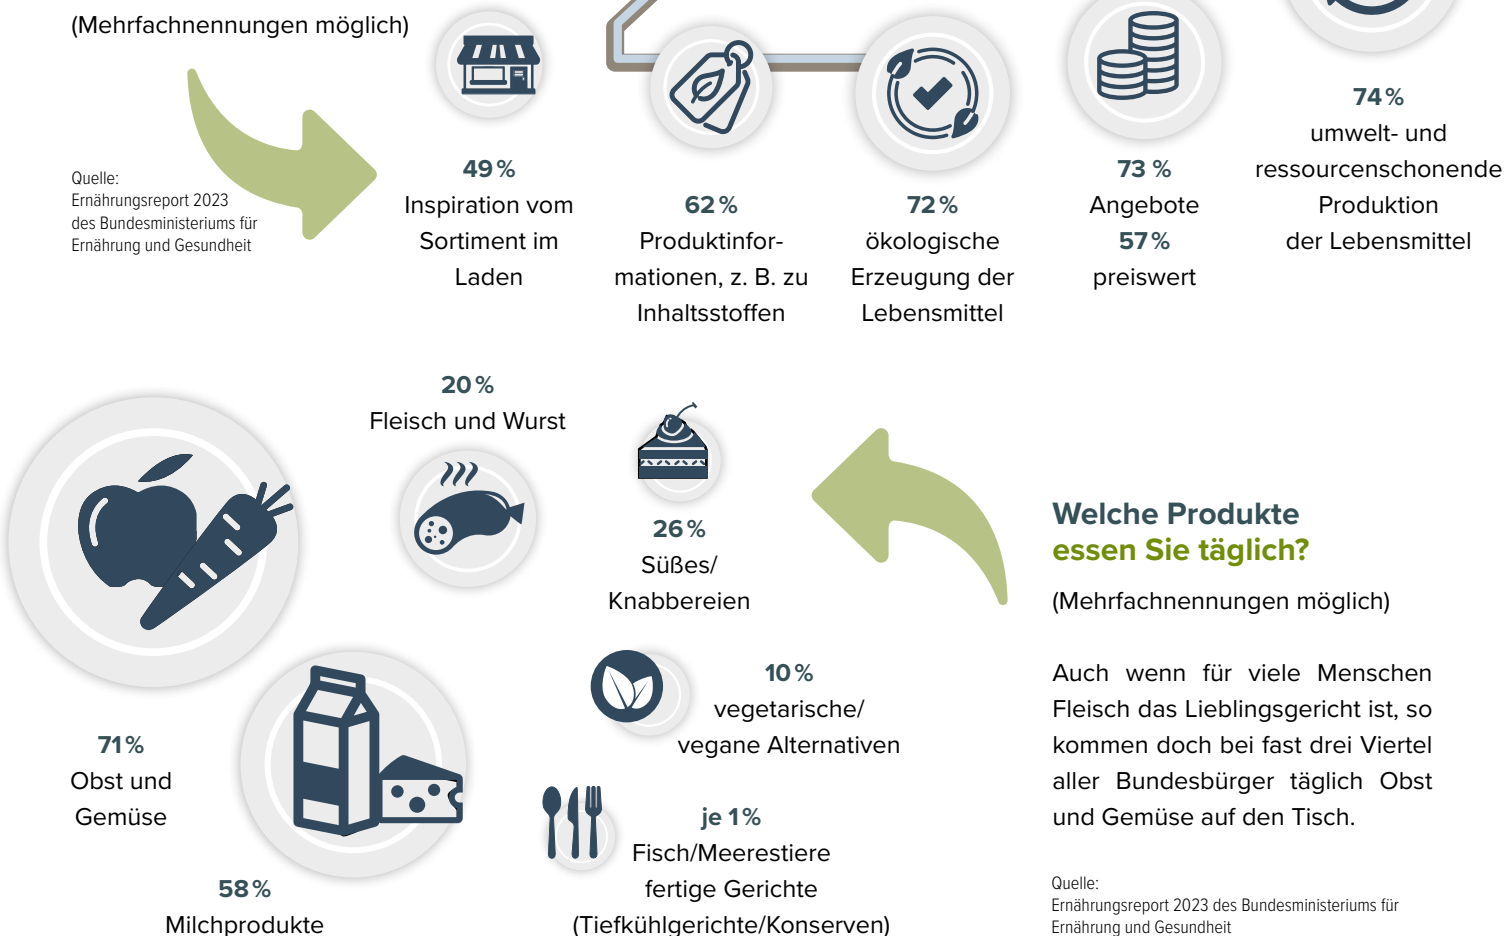 (Mehrfachnennungen möglich)
Quelle:
Ernährungsreport 2023
des Bundesministeriums für
Ernährung und Gesundheit
49 %
Inspiration vom
Sortiment im
Laden
62 %
Produktinfor-
mationen, z. B. zu
Inhaltsstoffen
72 %
ökologische
Erzeugung der
Lebensmittel
73 %
Angebote
57 %
preiswert
74 %
umwelt- und
ressourcenschonende
Produktion
der Lebensmittel
20 %
Fleisch und Wurst
26 %
Süßes/
Knabbereien
10 %
vegetarische/
vegane Alternativen
71 %
Obst und
Gemüse
58 %
Milchprodukte
je 1 %
Fisch/Meerestiere
fertige Gerichte
(Tiefkühlgerichte/Konserven)
Welche Produkte
essen Sie täglich?
(Mehrfachnennungen möglich)
Auch wenn für viele Menschen
Fleisch das Lieblingsgericht ist, so
kommen doch bei fast drei Viertel
aller Bundesbürger täglich Obst
und Gemüse auf den Tisch.
Quelle:
Ernährungsreport 2023 des Bundesministeriums für
Ernährung und Gesundheit